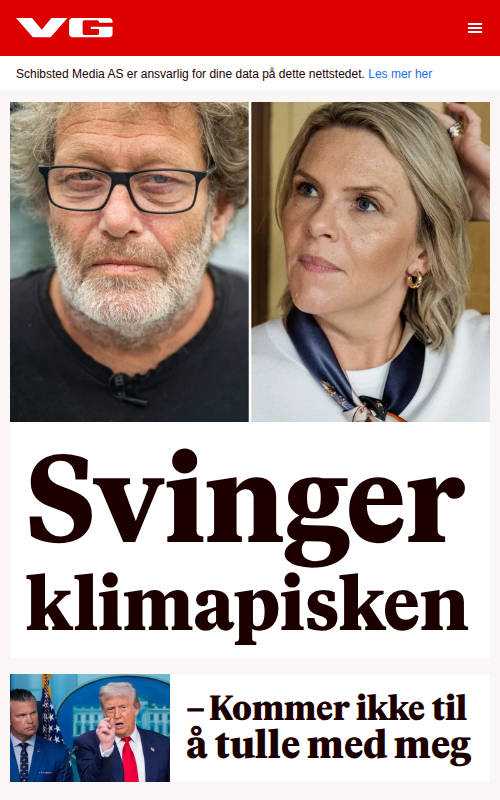 VG
Schibsted Media AS er ansvarlig for dine data på dette nettstedet. Les mer her
Svinger
klimapisken
– Kommer ikke til
å tulle med meg